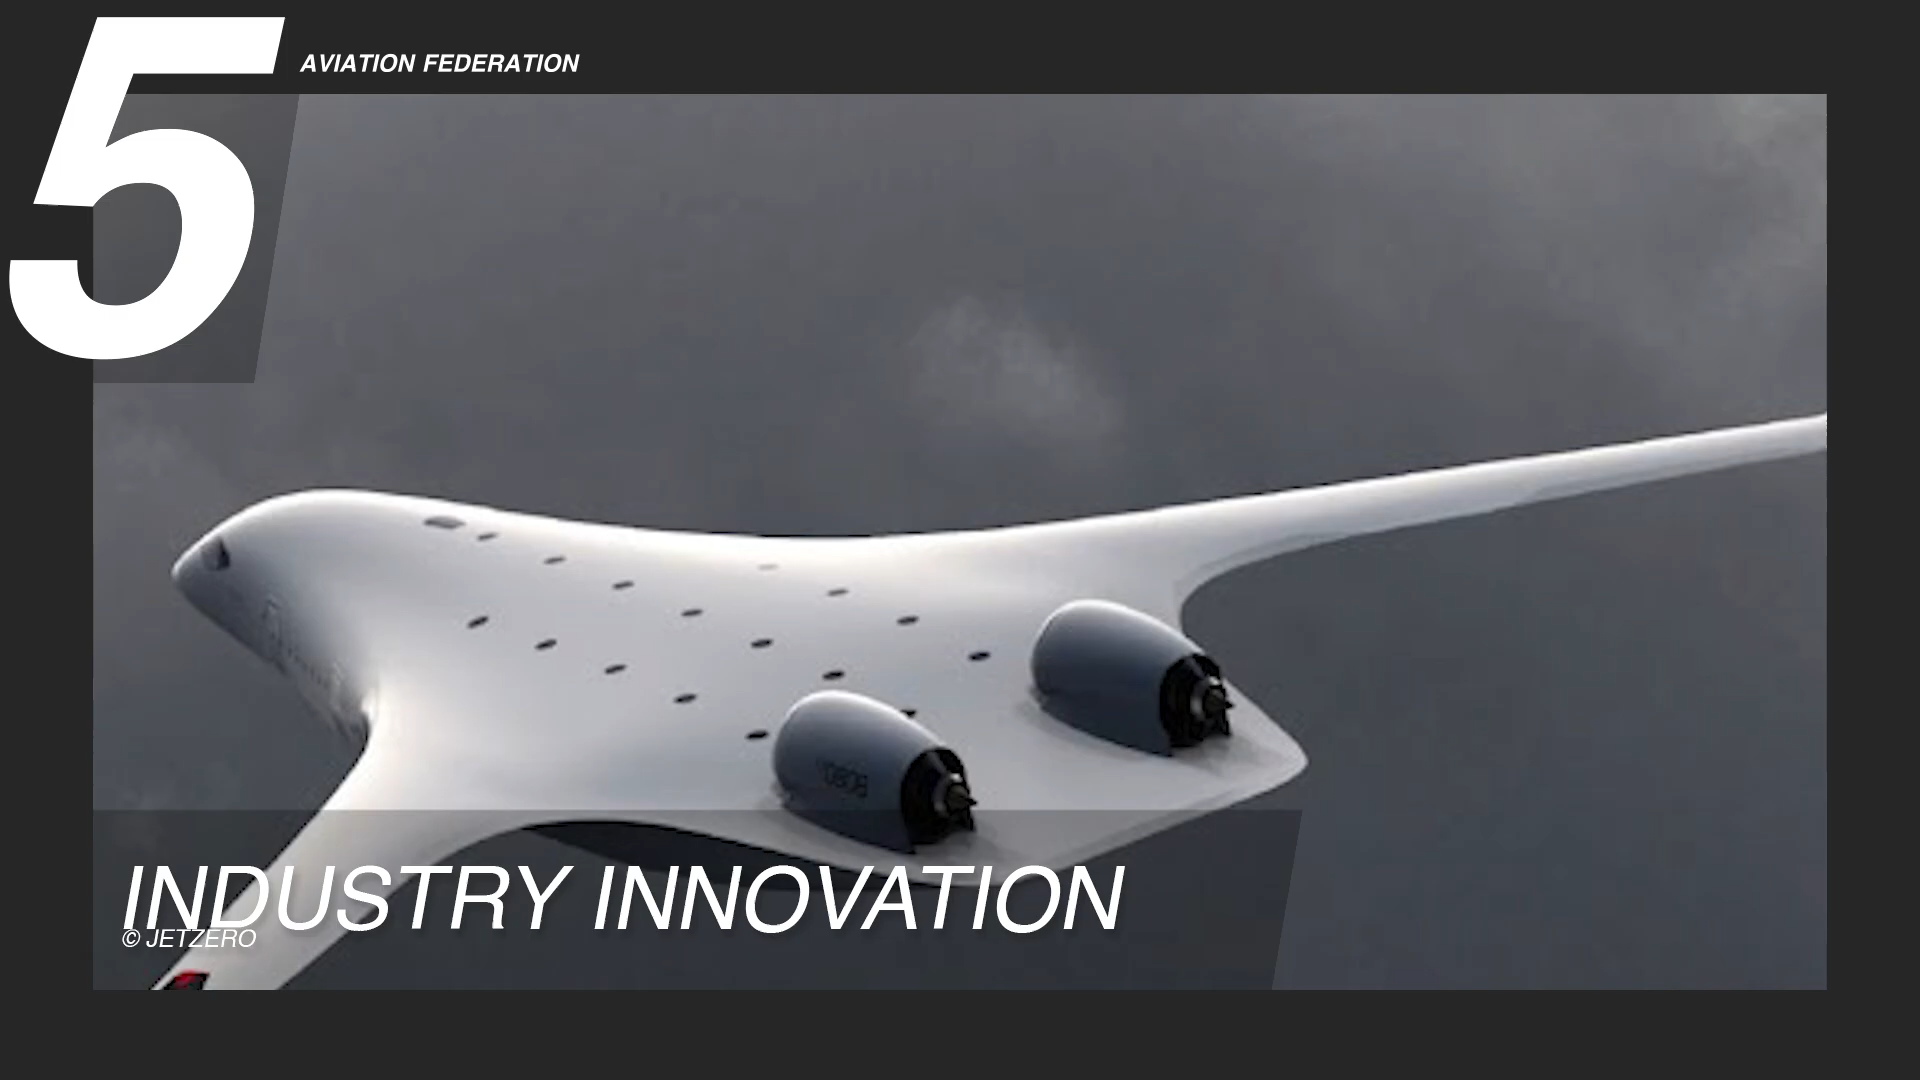 5
AVIATION FEDERATION
INDUSTRY INNOVATION
© JETZERO